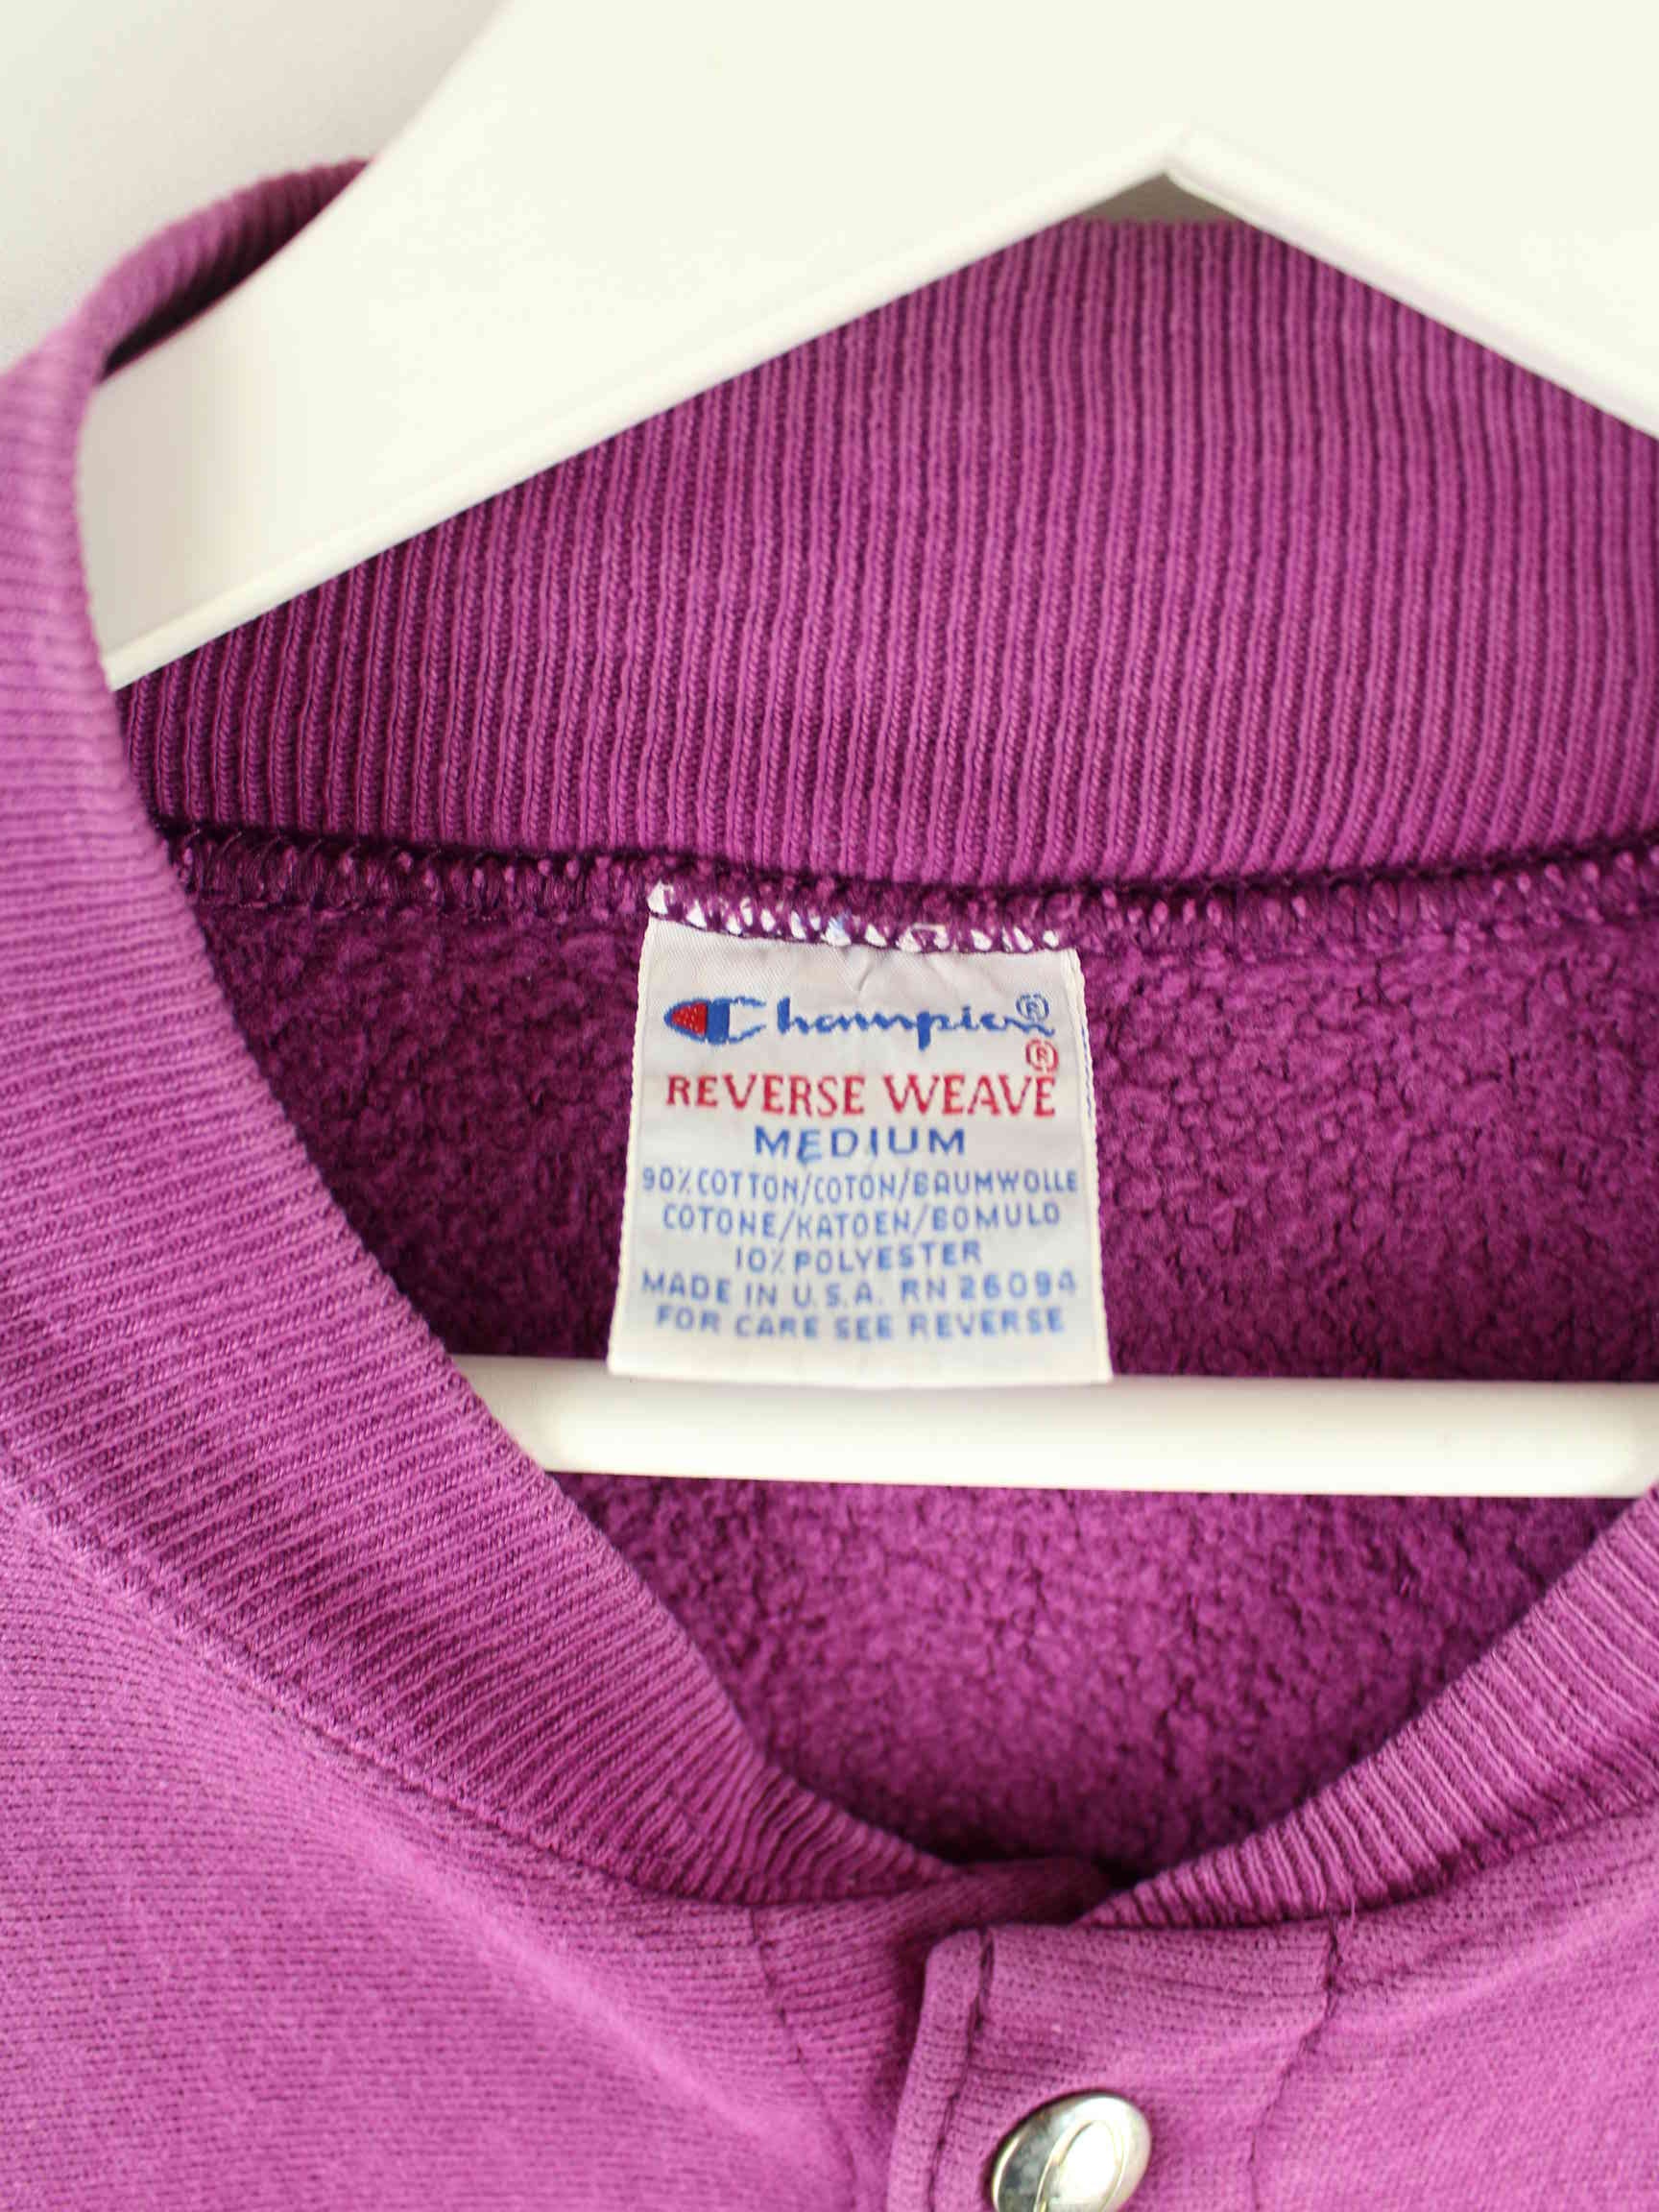 Champion®
REVERSE WEAVE®
MEDIUM
90% COTTON/COTON/BAUMWOLLE
COTONE/KATOEN/BOMULD
10% POLYESTER
MADE IN U.S.A. RN 26094
FOR CARE SEE REVERSE